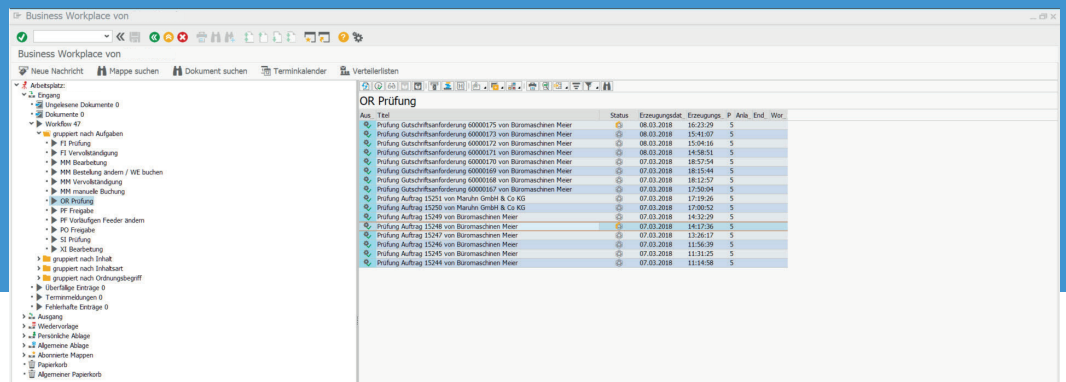 Business Workplace von
Business Workplace von
Neue Nachricht Mappe suchen Dokument suchen Terminkalender Verteilerlisten
Arbeitsplatz:
Eingang
Ungelesene Dokumente 0
Dokumente 0
Workflow 47
gruppiert nach Aufgaben
FI Prüfung
FI Vervollständigung
MM Bearbeitung
MM Bestellung ändern / WE buchen
MM Vervollständigung
MM manuelle Buchung
OR Prüfung
PF Freigabe
PF Vorläufigen Feeder ändern
PO Freigabe
SI Prüfung
XI Bearbetung
gruppiert nach Inhalt
gruppiert nach Inhaltsart
gruppiert nach Ordnungsbegriff
Überfällige Einträge 0
Terminmeldungen 0
Fehlerhafte Einträge 0
Ausgang
Wiedervorlage
Persönliche Ablage
Allgemeine Ablage
Abonnierte Mappen
Papierkorb
Allgemeiner Papierkorb
OR Prüfung
Aus Titel Status Erzeugungsdat Erzeugungs P Anla End Wor
Prüfung Gutschriftsanforderung 60000175 von Büromaschinen Meier 08.03.2018 16:23:29 5
Prüfung Gutschriftsanforderung 60000173 von Büromaschinen Meier 08.03.2018 15:41:07 5
Prüfung Gutschriftsanforderung 60000172 von Büromaschinen Meier 08.03.2018 15:04:16 5
Prüfung Gutschriftsanforderung 60000171 von Büromaschinen Meier 08.03.2018 14:58:51 5
Prüfung Gutschriftsanforderung 60000170 von Büromaschinen Meier 07.03.2018 18:57:54 5
Prüfung Gutschriftsanforderung 60000169 von Büromaschinen Meier 07.03.2018 18:15:44 5
Prüfung Gutschriftsanforderung 60000168 von Büromaschinen Meier 07.03.2018 18:12:57 5
Prüfung Gutschriftsanforderung 60000167 von Büromaschinen Meier 07.03.2018 17:50:04 5
Prüfung Auftrag 15251 von Maruhn GmbH & Co KG 07.03.2018 17:19:26 5
Prüfung Auftrag 15250 von Maruhn GmbH & Co KG 07.03.2018 17:00:52 5
Prüfung Auftrag 15249 von Büromaschinen Meier 07.03.2018 14:32:29 5
Prüfung Auftrag 15248 von Büromaschinen Meier 07.03.2018 14:17:36 5
Prüfung Auftrag 15247 von Büromaschinen Meier 07.03.2018 13:26:17 5
Prüfung Auftrag 15246 von Büromaschinen Meier 07.03.2018 11:56:39 5
Prüfung Auftrag 15245 von Büromaschinen Meier 07.03.2018 11:31:25 5
Prüfung Auftrag 15244 von Büromaschinen Meier 07.03.2018 11:14:58 5